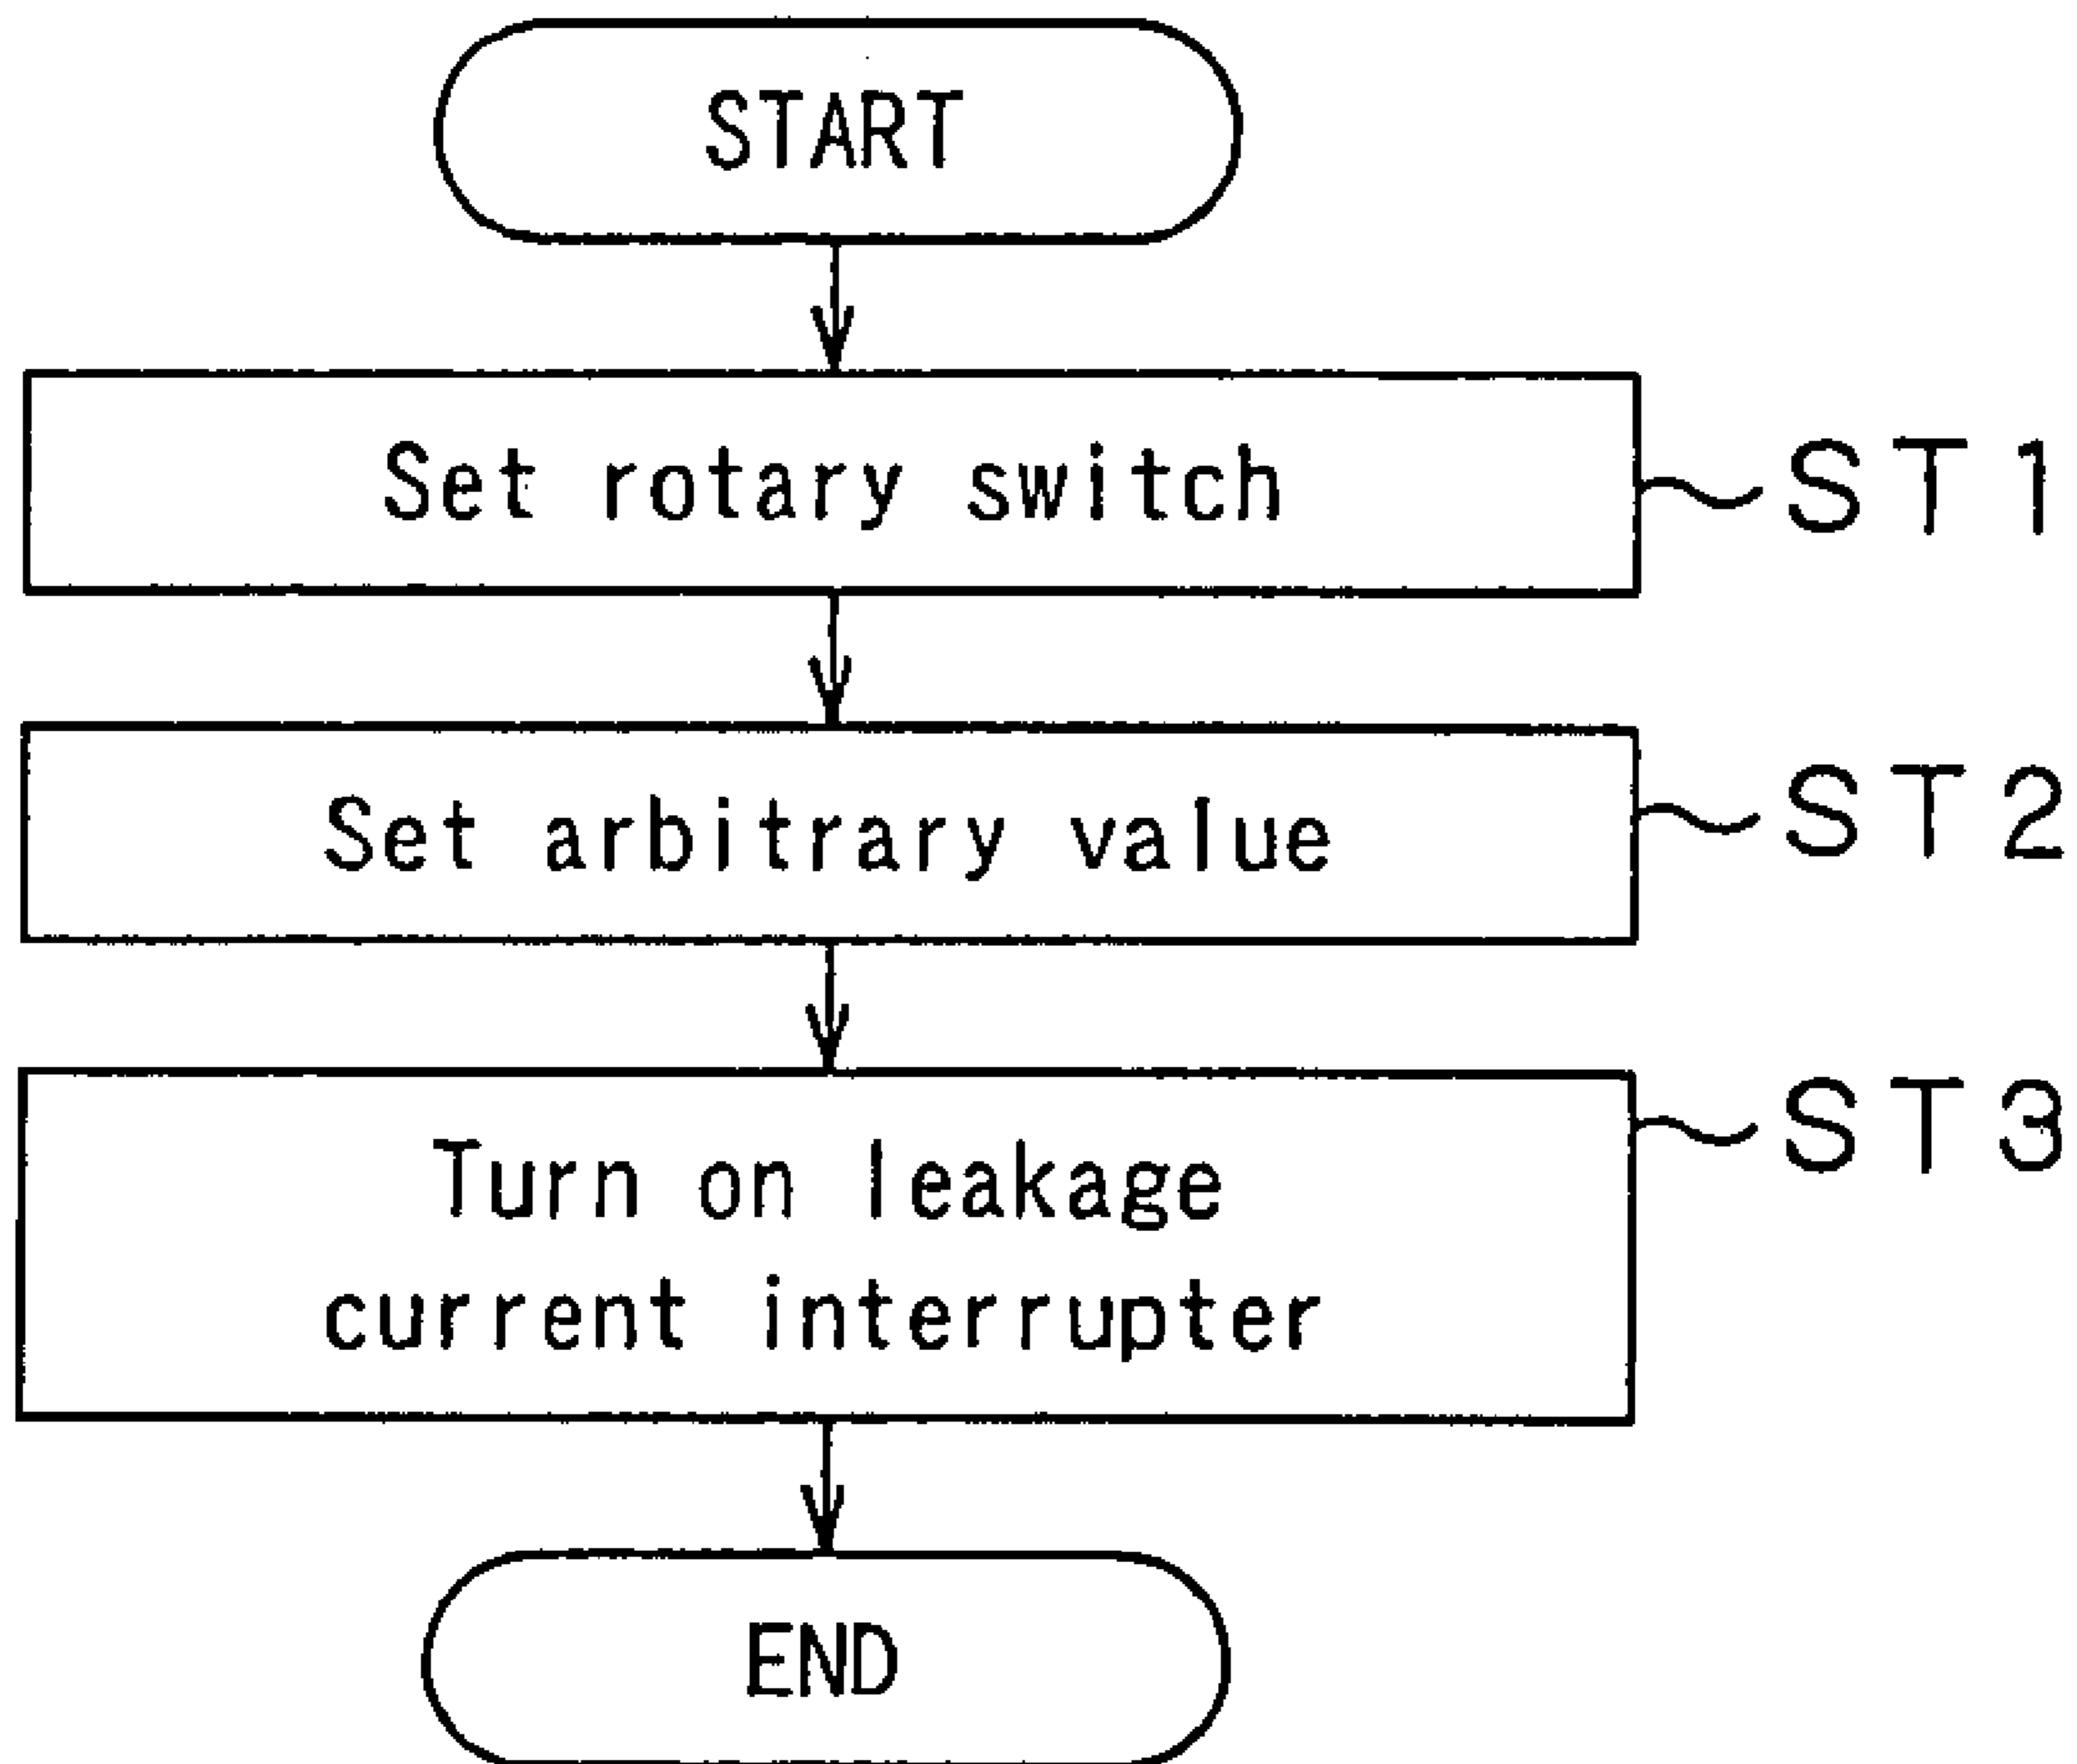 START
Set rotary switch
ST1
Set arbitrary value
ST2
Turn on leakage
current interrupter
ST3
END